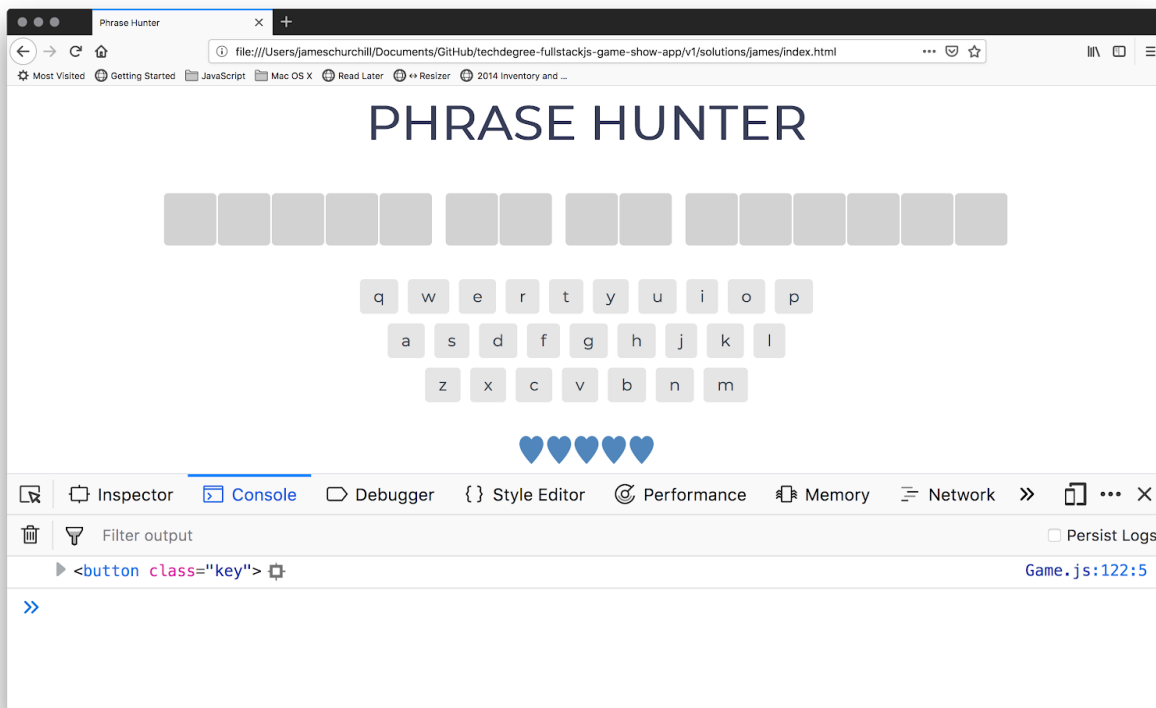 Phrase Hunter
file:///Users/jameschurchill/Documents/GitHub/techdegree-fullstackjs-game-show-app/v1/solutions/james/index.html
Most Visited Getting Started JavaScript Mac OS X Read Later ↔ Resizer 2014 Inventory and ...
PHRASE HUNTER
q w e r t y u i o p
a s d f g h j k l
z x c v b n m
Inspector Console Debugger { } Style Editor Performance Memory Network
Filter output Persist Logs
<button class="key"> Game.js:122:5